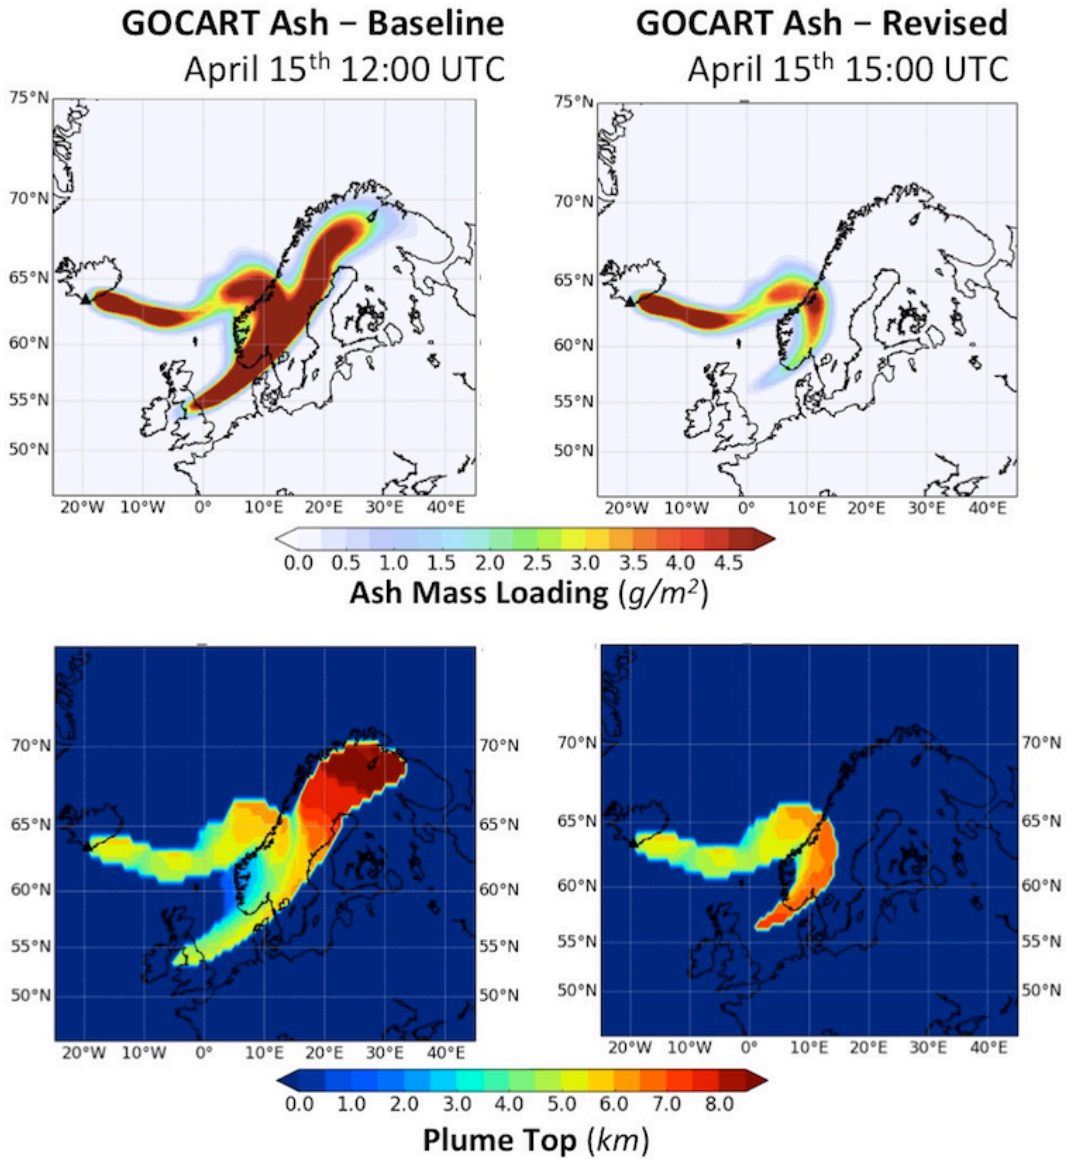 GOCART Ash – Baseline
April 15th 12:00 UTC
GOCART Ash – Revised
April 15th 15:00 UTC
75°N
70°N
65°N
60°N
55°N
50°N
20°W 10°W 0° 10°E 20°E 30°E 40°E
75°N
70°N
65°N
60°N
55°N
50°N
20°W 10°W 0° 10°E 20°E 30°E 40°E
0.0 0.5 1.0 1.5 2.0 2.5 3.0 3.5 4.0 4.5
Ash Mass Loading (g/m²)
70°N 70°N
65°N 65°N
60°N 60°N
55°N 55°N
50°N 50°N
20°W 10°W 0° 10°E 20°E 30°E 40°E
70°N
65°N
60°N
55°N
50°N
20°W 10°W 0° 10°E 20°E 30°E 40°E
0.0 1.0 2.0 3.0 4.0 5.0 6.0 7.0 8.0
Plume Top (km)